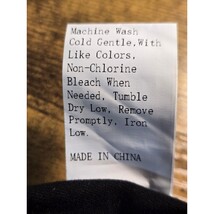 Machine Wash
Cold Gentle,With
Like Colors,
Non-Chlorine
Bleach When
Needed, Tumble
Dry Low, Remove
Promptly, Iron
Low.
MADE IN CHINA